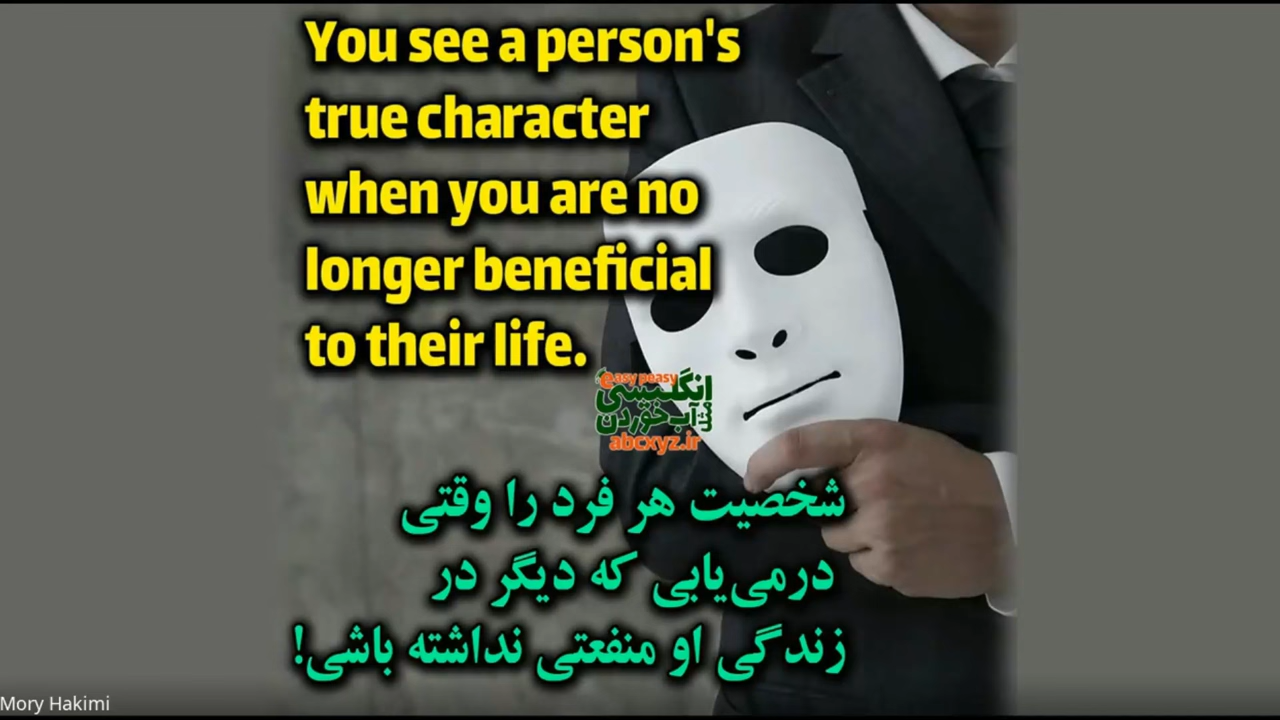 You see a person's
true character
when you are no
longer beneficial
to their life.
easy peasy
انگلیسی
مثل آب خوردن
abcxyz.ir
شخصیت هر فرد را وقتی
درمی‌یابی که دیگر در
زندگی او منفعتی نداشته باشی!
Mory Hakimi